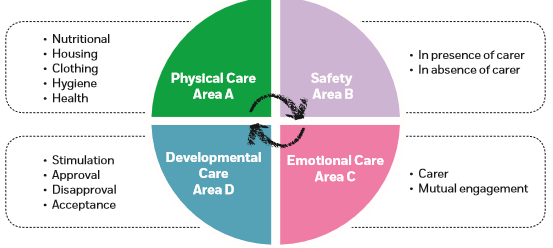 • Nutritional
• Housing
• Clothing
• Hygiene
• Health
Physical Care
Area A
Safety
Area B
• In presence of carer
• In absence of carer
• Stimulation
• Approval
• Disapproval
• Acceptance
Developmental
Care
Area D
Emotional Care
Area C
• Carer
• Mutual engagement